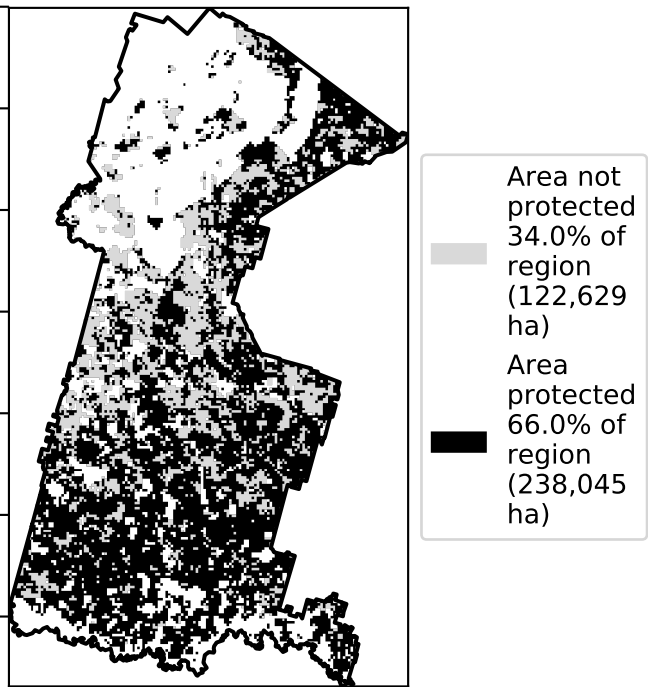 Area not
protected
34.0% of
region
(122,629
ha)
Area
protected
66.0% of
region
(238,045
ha)